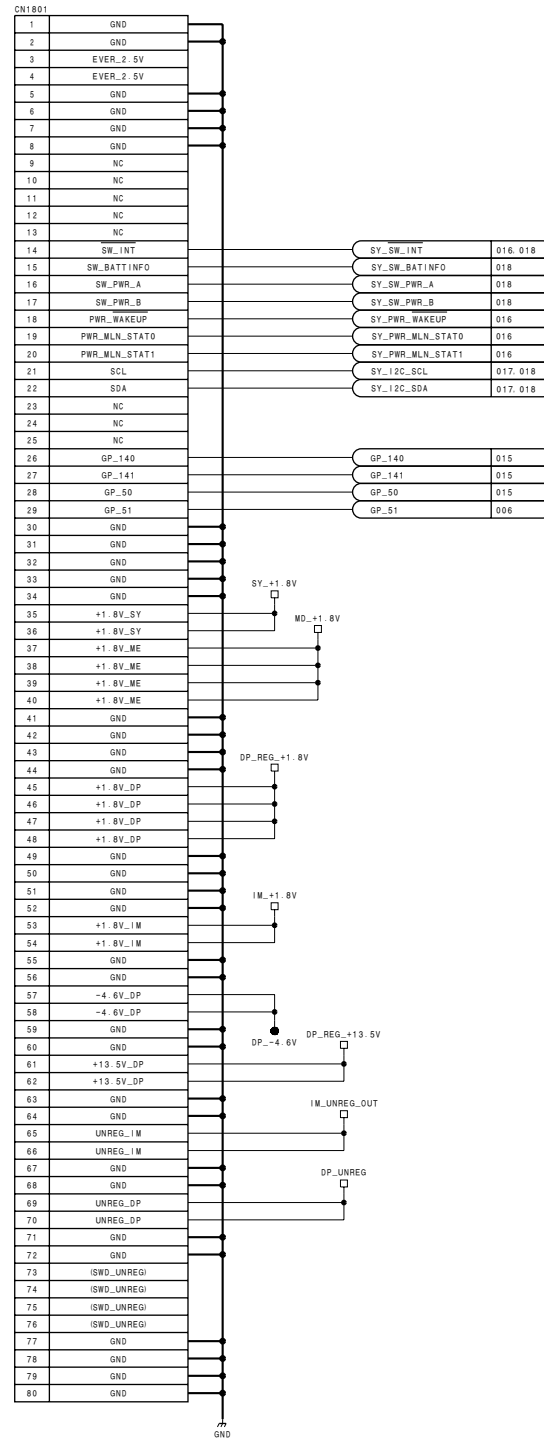 CN1801
1 GND
2 GND
3 EVER_2.5V
4 EVER_2.5V
5 GND
6 GND
7 GND
8 GND
9 NC
10 NC
11 NC
12 NC
13 NC
14 SW_INT SY_SW_INT 016.018
15 SW_BATTINFO SY_SW_BATINFO 018
16 SW_PWR_A SY_SW_PWR_A 018
17 SW_PWR_B SY_SW_PWR_B 018
18 PWR_WAKEUP SY_PWR_WAKEUP 016
19 PWR_MLN_STAT0 SY_PWR_MLN_STAT0 016
20 PWR_MLN_STAT1 SY_PWR_MLN_STAT1 016
21 SCL SY_I2C_SCL 017.018
22 SDA SY_I2C_SDA 017.018
23 NC
24 NC
25 NC
26 GP_140 GP_140 015
27 GP_141 GP_141 015
28 GP_50 GP_50 015
29 GP_51 GP_51 006
30 GND
31 GND
32 GND
33 GND
SY_+1.8V
34 GND
35 +1.8V_SY
MD_+1.8V
36 +1.8V_SY
37 +1.8V_ME
38 +1.8V_ME
39 +1.8V_ME
40 +1.8V_ME
41 GND
42 GND
43 GND
DP_REG_+1.8V
44 GND
45 +1.8V_DP
46 +1.8V_DP
47 +1.8V_DP
48 +1.8V_DP
49 GND
50 GND
51 GND
IM_+1.8V
52 GND
53 +1.8V_IM
54 +1.8V_IM
55 GND
56 GND
57 -4.6V_DP
58 -4.6V_DP
59 GND
DP_REG_+13.5V
DP_-4.6V
60 GND
61 +13.5V_DP
62 +13.5V_DP
63 GND
IM_UNREG_OUT
64 GND
65 UNREG_IM
66 UNREG_IM
67 GND
DP_UNREG
68 GND
69 UNREG_DP
70 UNREG_DP
71 GND
72 GND
73 (SWD_UNREG)
74 (SWD_UNREG)
75 (SWD_UNREG)
76 (SWD_UNREG)
77 GND
78 GND
79 GND
80 GND
GND